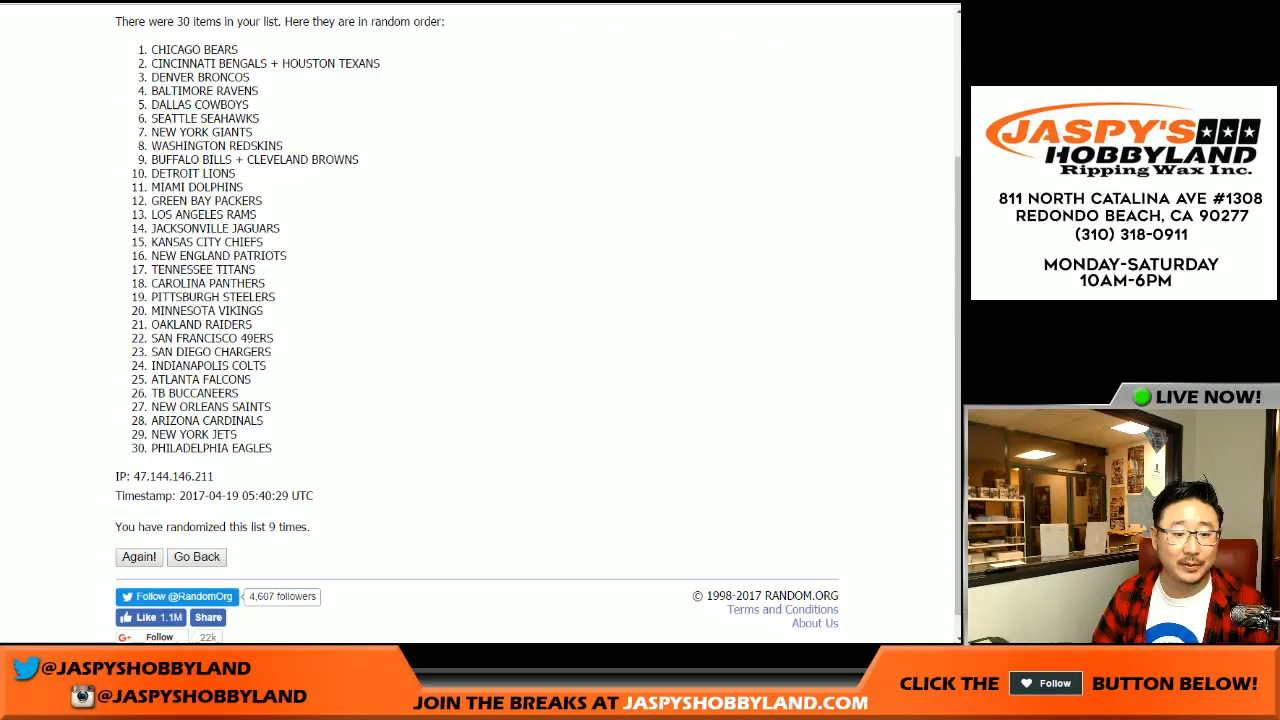 There were 30 items in your list. Here they are in random order:
1. CHICAGO BEARS
2. CINCINNATI BENGALS + HOUSTON TEXANS
3. DENVER BRONCOS
4. BALTIMORE RAVENS
5. DALLAS COWBOYS
6. SEATTLE SEAHAWKS
7. NEW YORK GIANTS
8. WASHINGTON REDSKINS
9. BUFFALO BILLS + CLEVELAND BROWNS
10. DETROIT LIONS
11. MIAMI DOLPHINS
12. GREEN BAY PACKERS
13. LOS ANGELES RAMS
14. JACKSONVILLE JAGUARS
15. KANSAS CITY CHIEFS
16. NEW ENGLAND PATRIOTS
17. TENNESSEE TITANS
18. CAROLINA PANTHERS
19. PITTSBURGH STEELERS
20. MINNESOTA VIKINGS
21. OAKLAND RAIDERS
22. SAN FRANCISCO 49ERS
23. SAN DIEGO CHARGERS
24. INDIANAPOLIS COLTS
25. ATLANTA FALCONS
26. TB BUCCANEERS
27. NEW ORLEANS SAINTS
28. ARIZONA CARDINALS
29. NEW YORK JETS
30. PHILADELPHIA EAGLES
IP: 47.144.146.211
Timestamp: 2017-04-19 05:40:29 UTC
You have randomized this list 9 times.
Again! Go Back
Follow @RandomOrg 4,607 followers
Like 1.1M Share
G+ Follow 22k
© 1998-2017 RANDOM.ORG
Terms and Conditions
About Us
JASPY'S
HOBBYLAND
Ripping Wax Inc.
811 NORTH CATALINA AVE #1308
REDONDO BEACH, CA 90277
(310) 318-0911
MONDAY-SATURDAY
10AM-6PM
LIVE NOW!
@JASPYSHOBBYLAND
@JASPYSHOBBYLAND
JOIN THE BREAKS AT JASPYSHOBBYLAND.COM
CLICK THE Follow BUTTON BELOW!